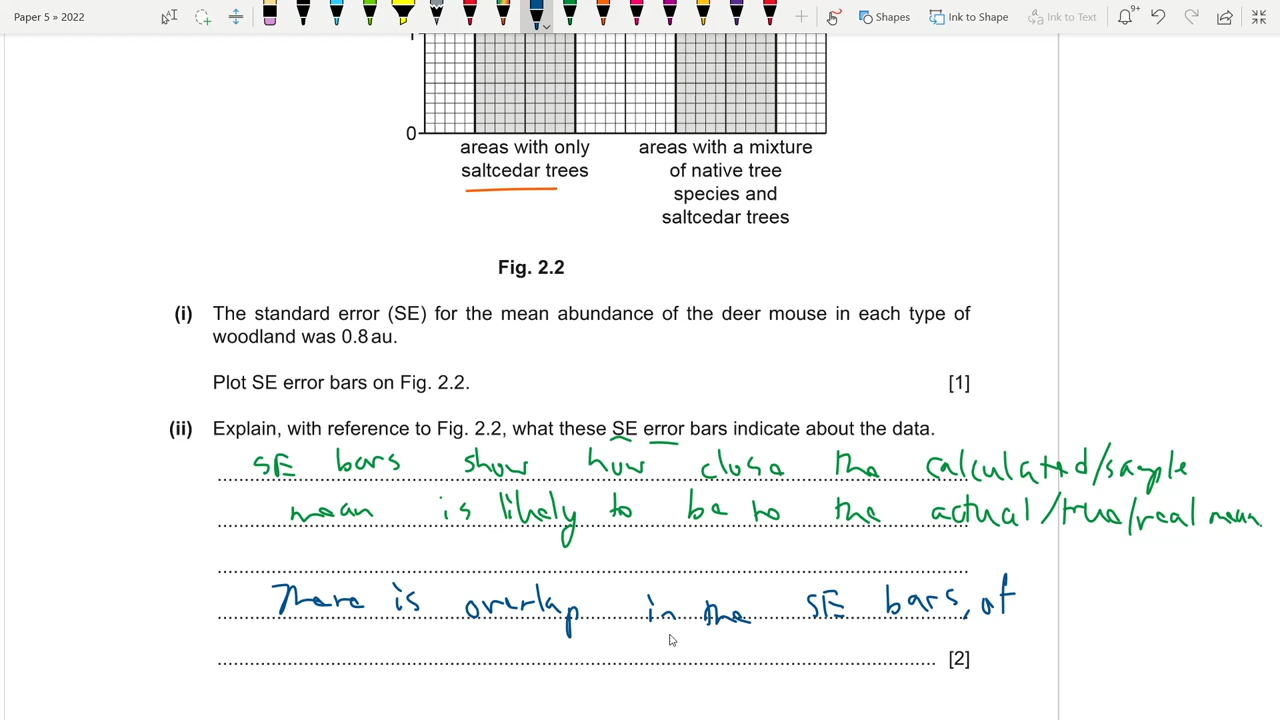 Paper 5 » 2022
Shapes
Ink to Shape
Ink to Text
9+
1
0
areas with only
saltcedar trees
areas with a mixture
of native tree
species and
saltcedar trees
Fig. 2.2
(i) The standard error (SE) for the mean abundance of the deer mouse in each type of
woodland was 0.8 au.
Plot SE error bars on Fig. 2.2. [1]
(ii) Explain, with reference to Fig. 2.2, what these SE error bars indicate about the data.
SE bars show how close the calculated/sample
mean is likely to be to the actual/true/real mean
There is overlap in the SE bars, of
[2]